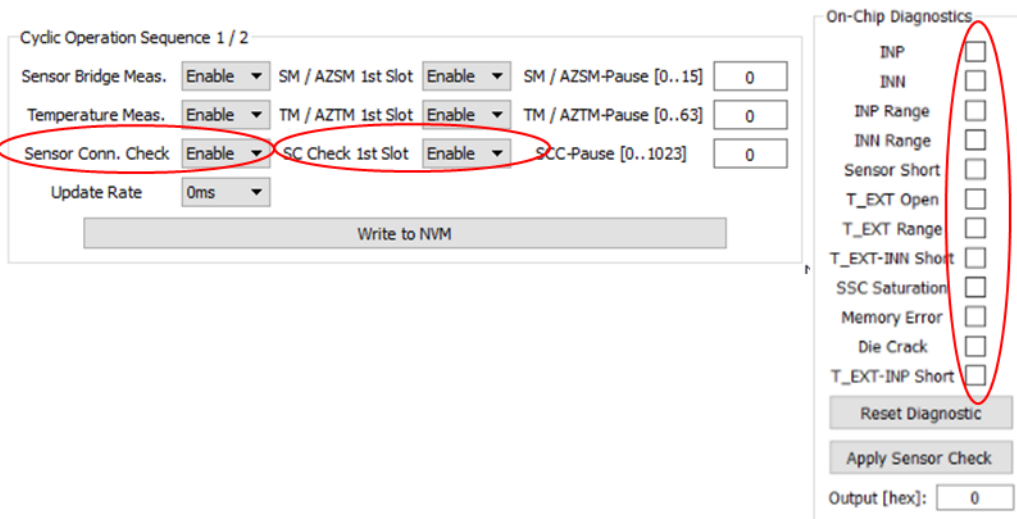 Cyclic Operation Sequence 1 / 2
Sensor Bridge Meas. Enable SM / AZSM 1st Slot Enable SM / AZSM-Pause [0..15] 0
Temperature Meas. Enable TM / AZTM 1st Slot Enable TM / AZTM-Pause [0..63] 0
Sensor Conn. Check Enable SC Check 1st Slot Enable SCC-Pause [0..1023] 0
Update Rate 0ms
Write to NVM
On-Chip Diagnostics
INP
INN
INP Range
INN Range
Sensor Short
T_EXT Open
T_EXT Range
T_EXT-INN Short
SSC Saturation
Memory Error
Die Crack
T_EXT-INP Short
Reset Diagnostic
Apply Sensor Check
Output [hex]: 0